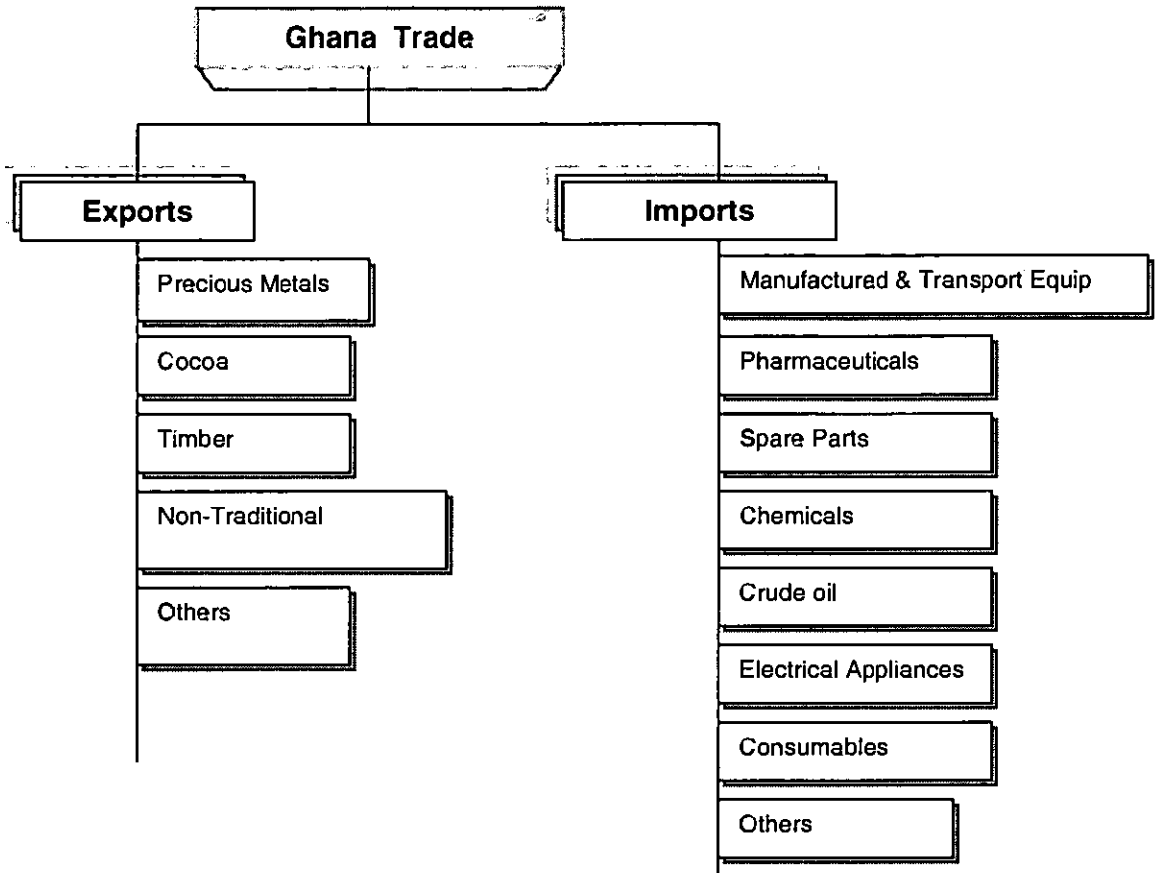 Ghana Trade
Exports
Precious Metals
Cocoa
Timber
Non-Traditional
Others
Imports
Manufactured & Transport Equip
Pharmaceuticals
Spare Parts
Chemicals
Crude oil
Electrical Appliances
Consumables
Others